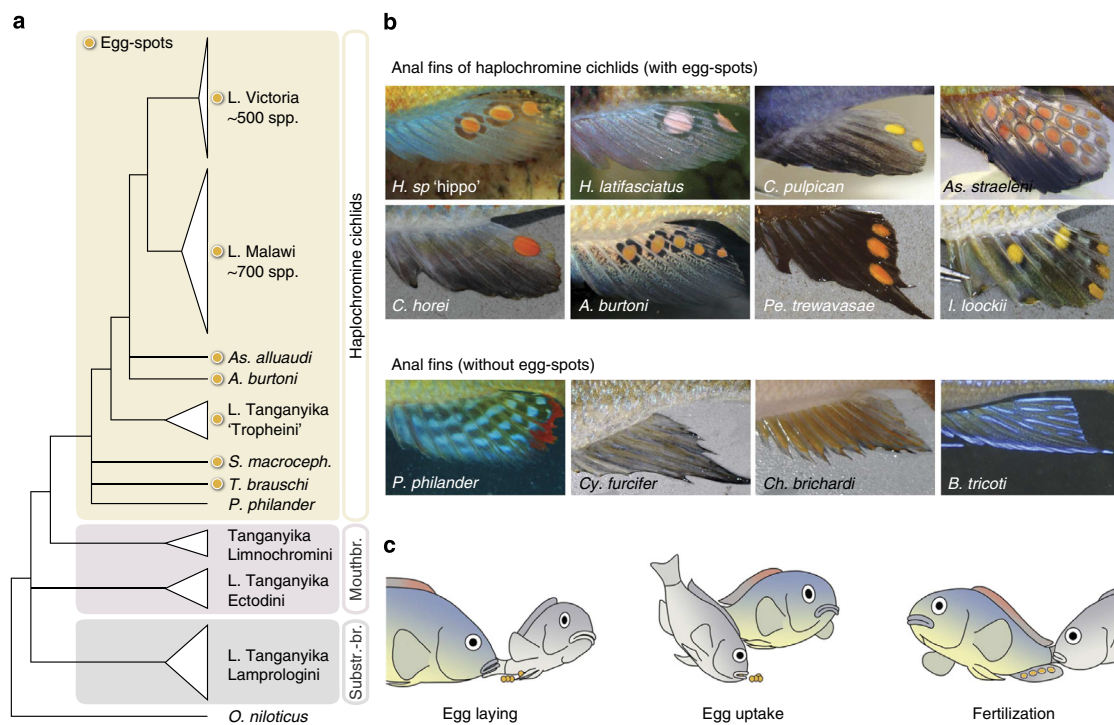 a
Egg-spots
L. Victoria
~500 spp.
L. Malawi
~700 spp.
As. alluaudi
A. burtoni
L. Tanganyika
'Tropheini'
S. macroceph.
T. brauschi
P. philander
Haplochromine cichlids
Tanganyika
Limnochromini
L. Tanganyika
Ectodini
Mouthbr.
L. Tanganyika
Lamprologini
Substr.-br.
O. niloticus
b
Anal fins of haplochromine cichlids (with egg-spots)
H. sp 'hippo'
H. latifasciatus
C. pulpican
As. straeleni
C. horei
A. burtoni
Pe. trewavasae
I. loockii
Anal fins (without egg-spots)
P. philander
Cy. furcifer
Ch. brichardi
B. tricoti
c
Egg laying
Egg uptake
Fertilization